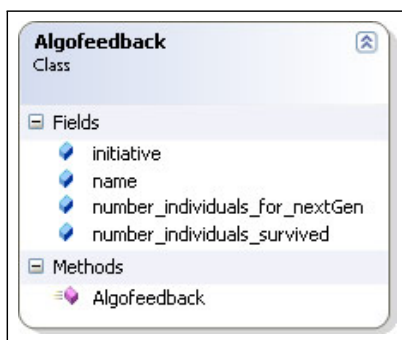 Algofeedback
Class
Fields
initiative
name
number_individuals_for_nextGen
number_individuals_survived
Methods
Algofeedback